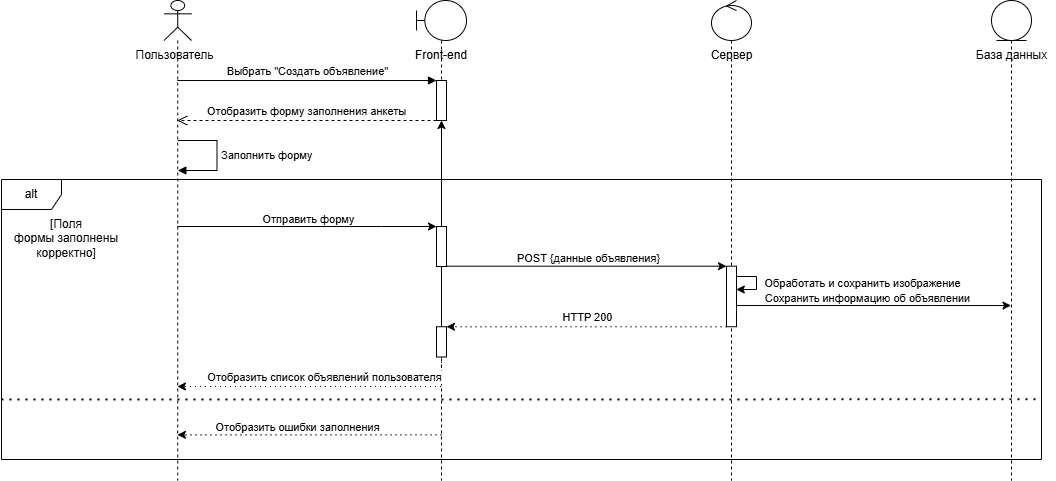 Пользователь
Front-end
Сервер
База данных
Выбрать "Создать объявление"
Отобразить форму заполнения анкеты
Заполнить форму
alt
[Поля
формы заполнены
корректно]
Отправить форму
POST {данные объявления}
Обработать и сохранить изображение
Сохранить информацию об объявлении
HTTP 200
Отобразить список объявлений пользователя
Отобразить ошибки заполнения